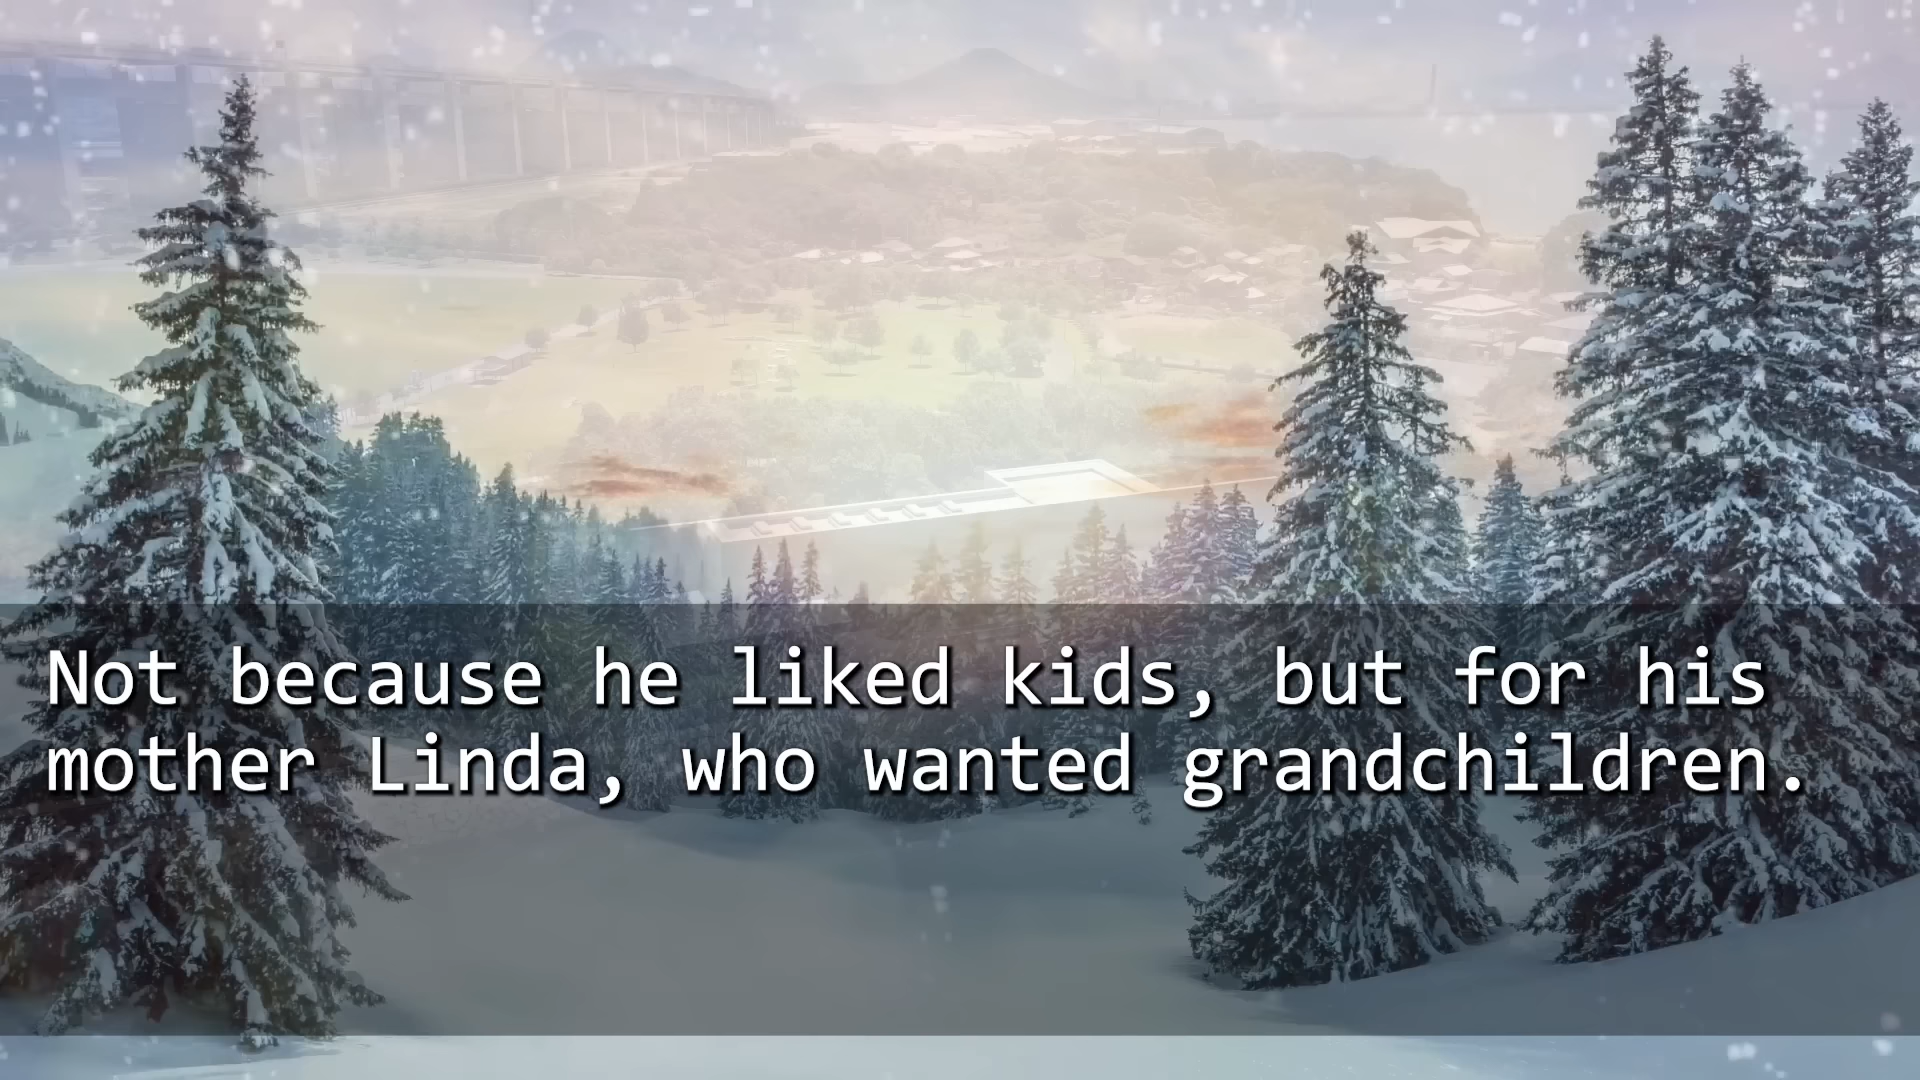 Not because he liked kids, but for his
mother Linda, who wanted grandchildren.